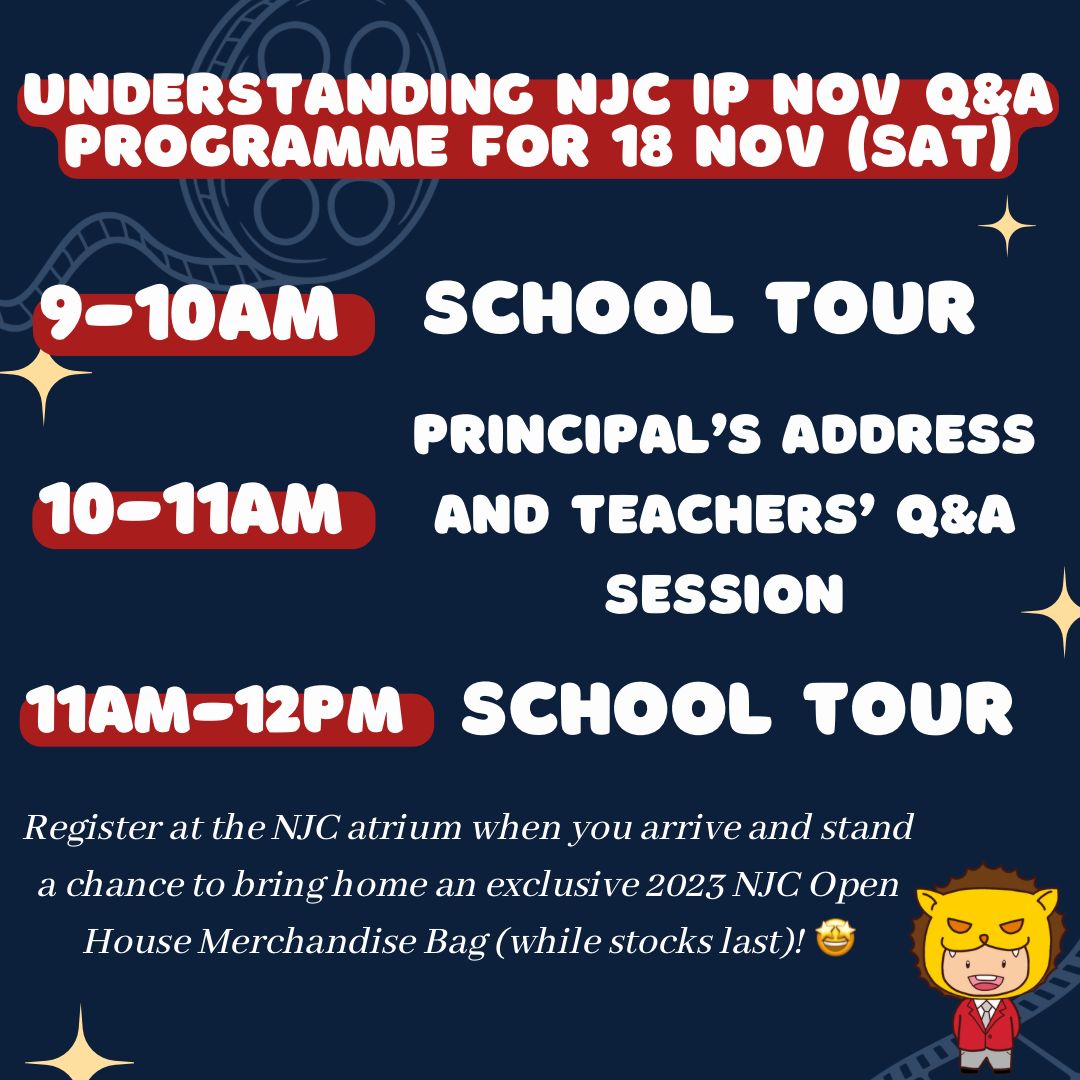 UNDERSTANDING NJC IP NOV Q&A
PROGRAMME FOR 18 NOV (SAT)
9-10AM
SCHOOL TOUR
10-11AM
PRINCIPAL'S ADDRESS
AND TEACHERS' Q&A
SESSION
11AM-12PM
SCHOOL TOUR
Register at the NJC atrium when you arrive and stand
a chance to bring home an exclusive 2023 NJC Open
House Merchandise Bag (while stocks last)! 🤩